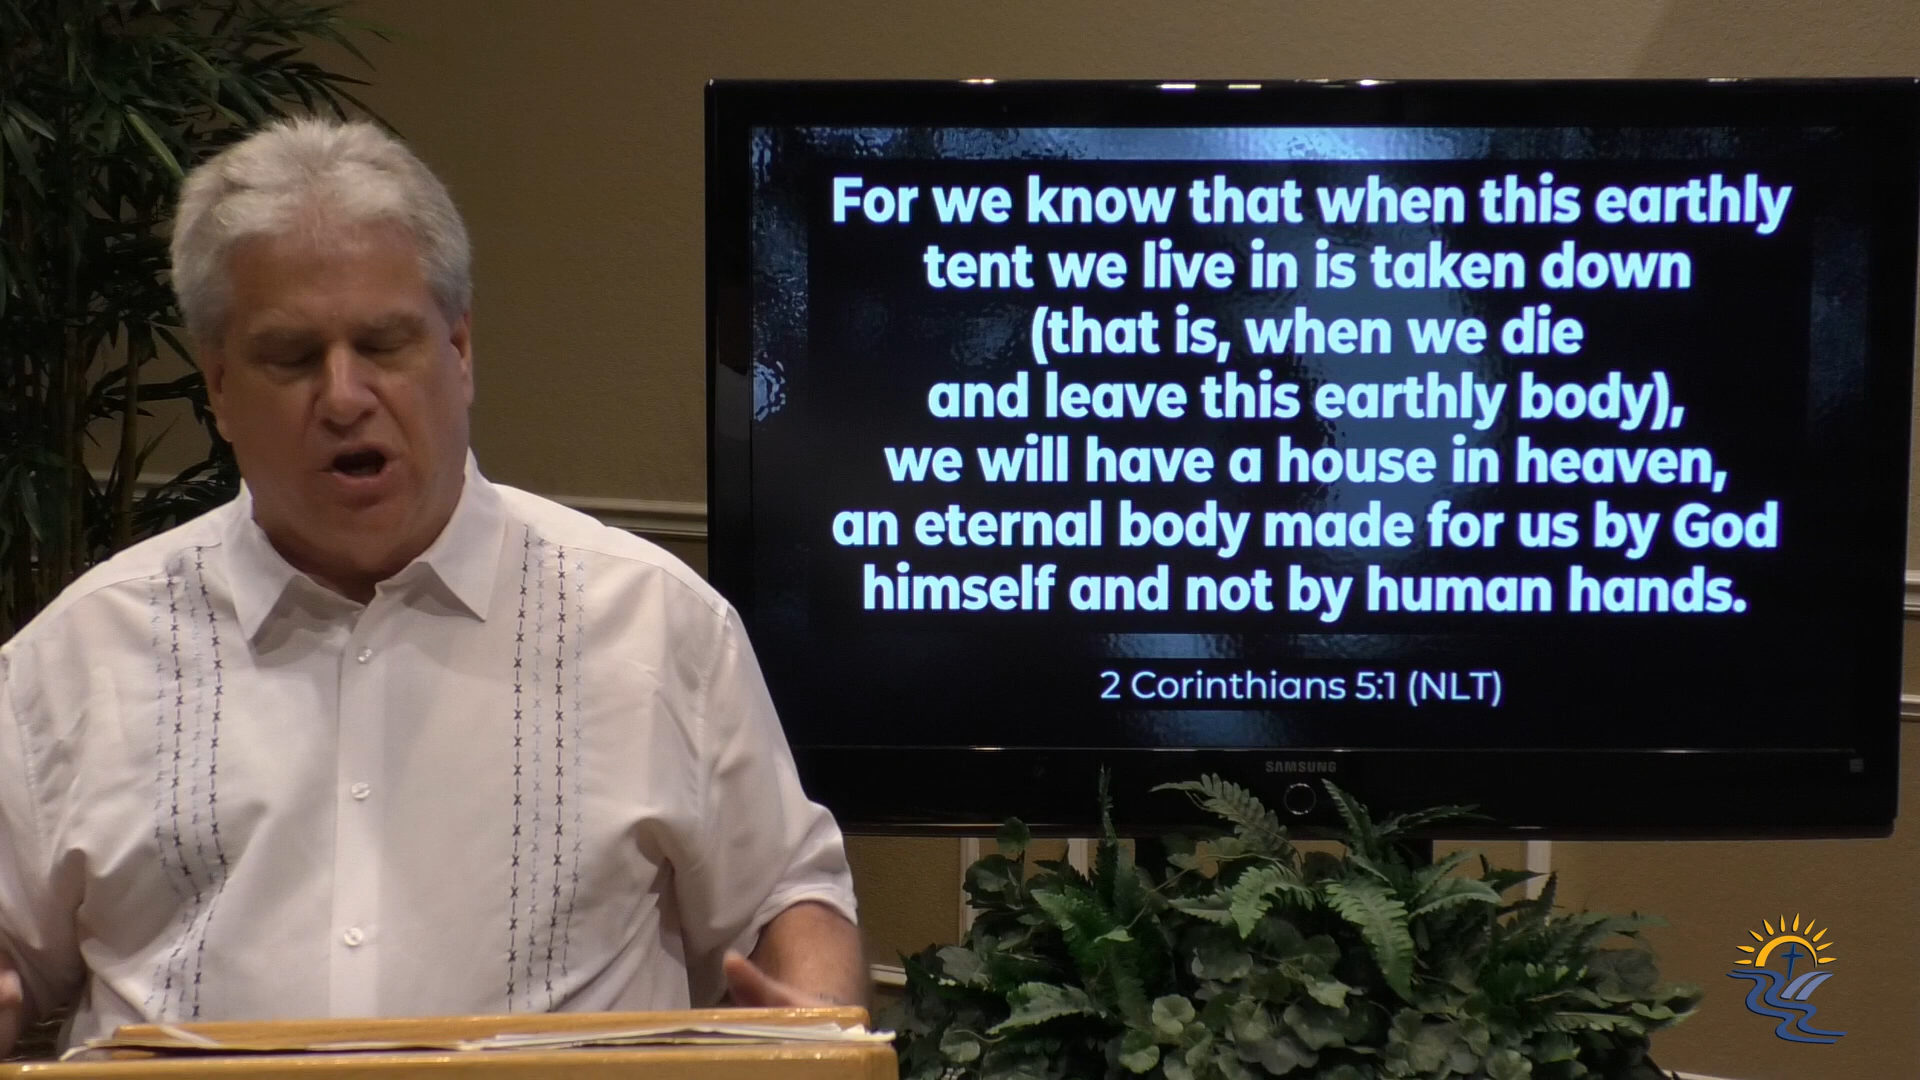 For we know that when this earthly
tent we live in is taken down
(that is, when we die
and leave this earthly body),
we will have a house in heaven,
an eternal body made for us by God
himself and not by human hands.
2 Corinthians 5:1 (NLT)
SAMSUNG